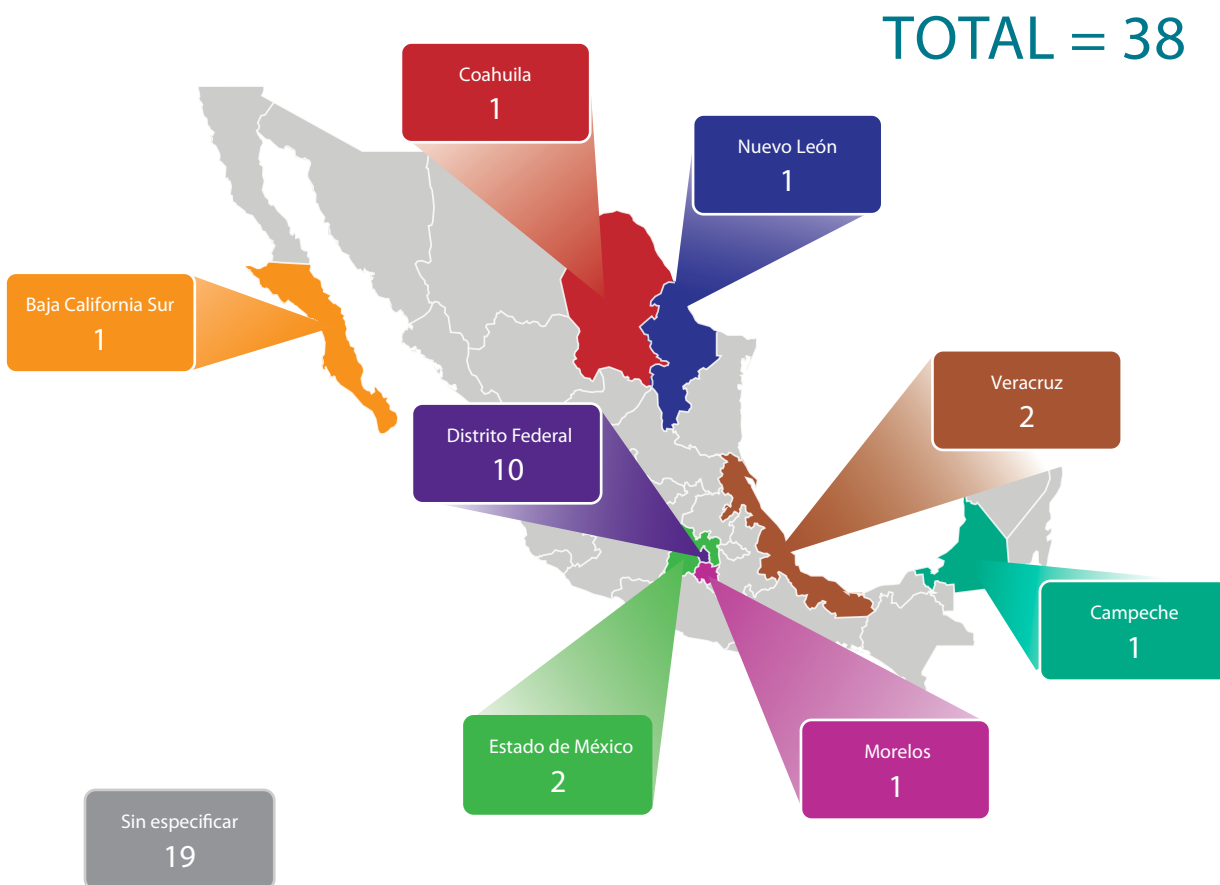 TOTAL = 38
Coahuila
1
Nuevo León
1
Baja California Sur
1
Veracruz
2
Distrito Federal
10
Campeche
1
Estado de México
2
Morelos
1
Sin especificar
19